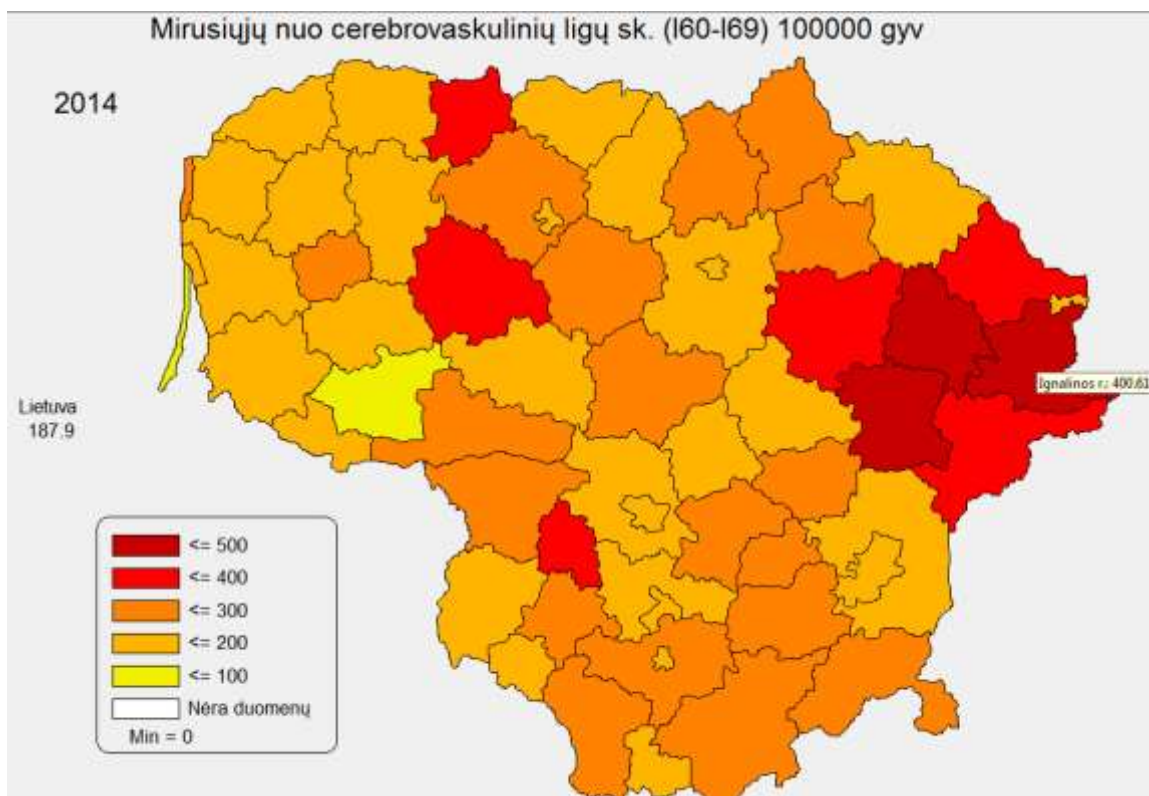 Mirusiųjų nuo cerebrovaskulinių ligų sk. (I60-I69) 100000 gyv
2014
Ignalinos r.: 400.61
Lietuva
187.9
<= 500
<= 400
<= 300
<= 200
<= 100
Nėra duomenų
Min = 0